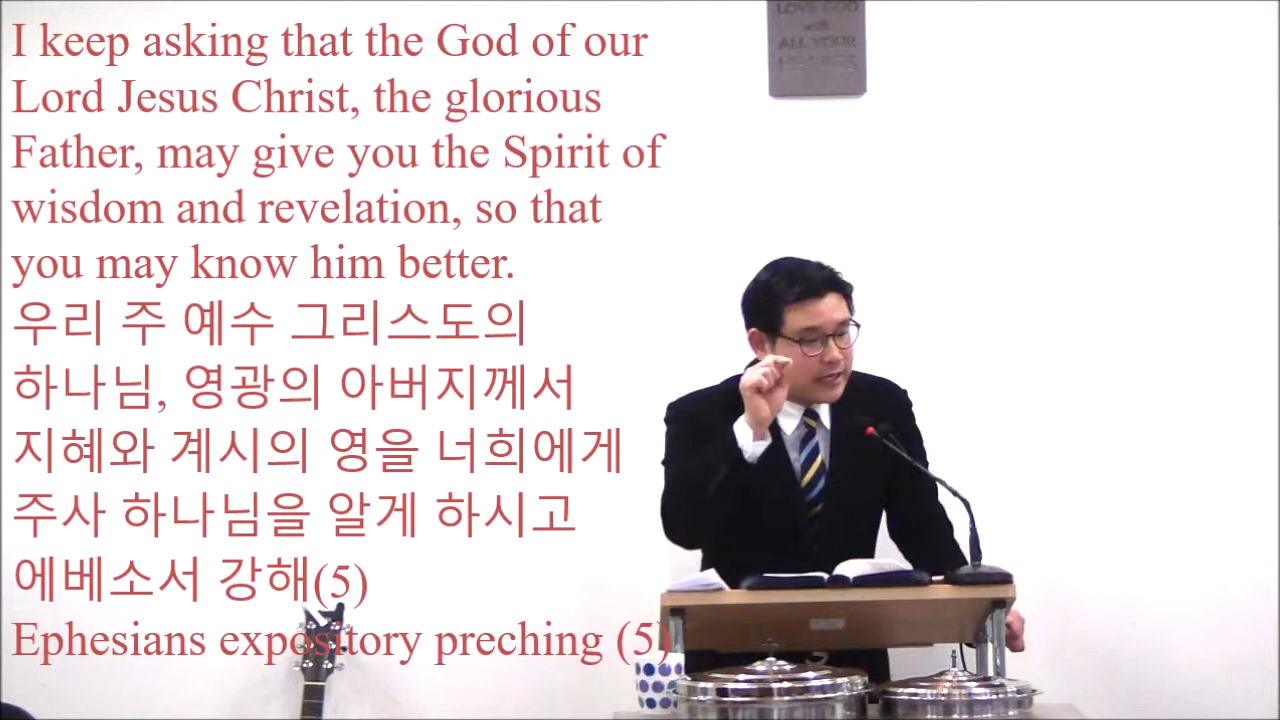 I keep asking that the God of our
Lord Jesus Christ, the glorious
Father, may give you the Spirit of
wisdom and revelation, so that
you may know him better.
우리 주 예수 그리스도의
하나님, 영광의 아버지께서
지혜와 계시의 영을 너희에게
주사 하나님을 알게 하시고
에베소서 강해(5)
Ephesians expository preching (5)
LOVE GOD
with
ALL YOUR
HEARTS